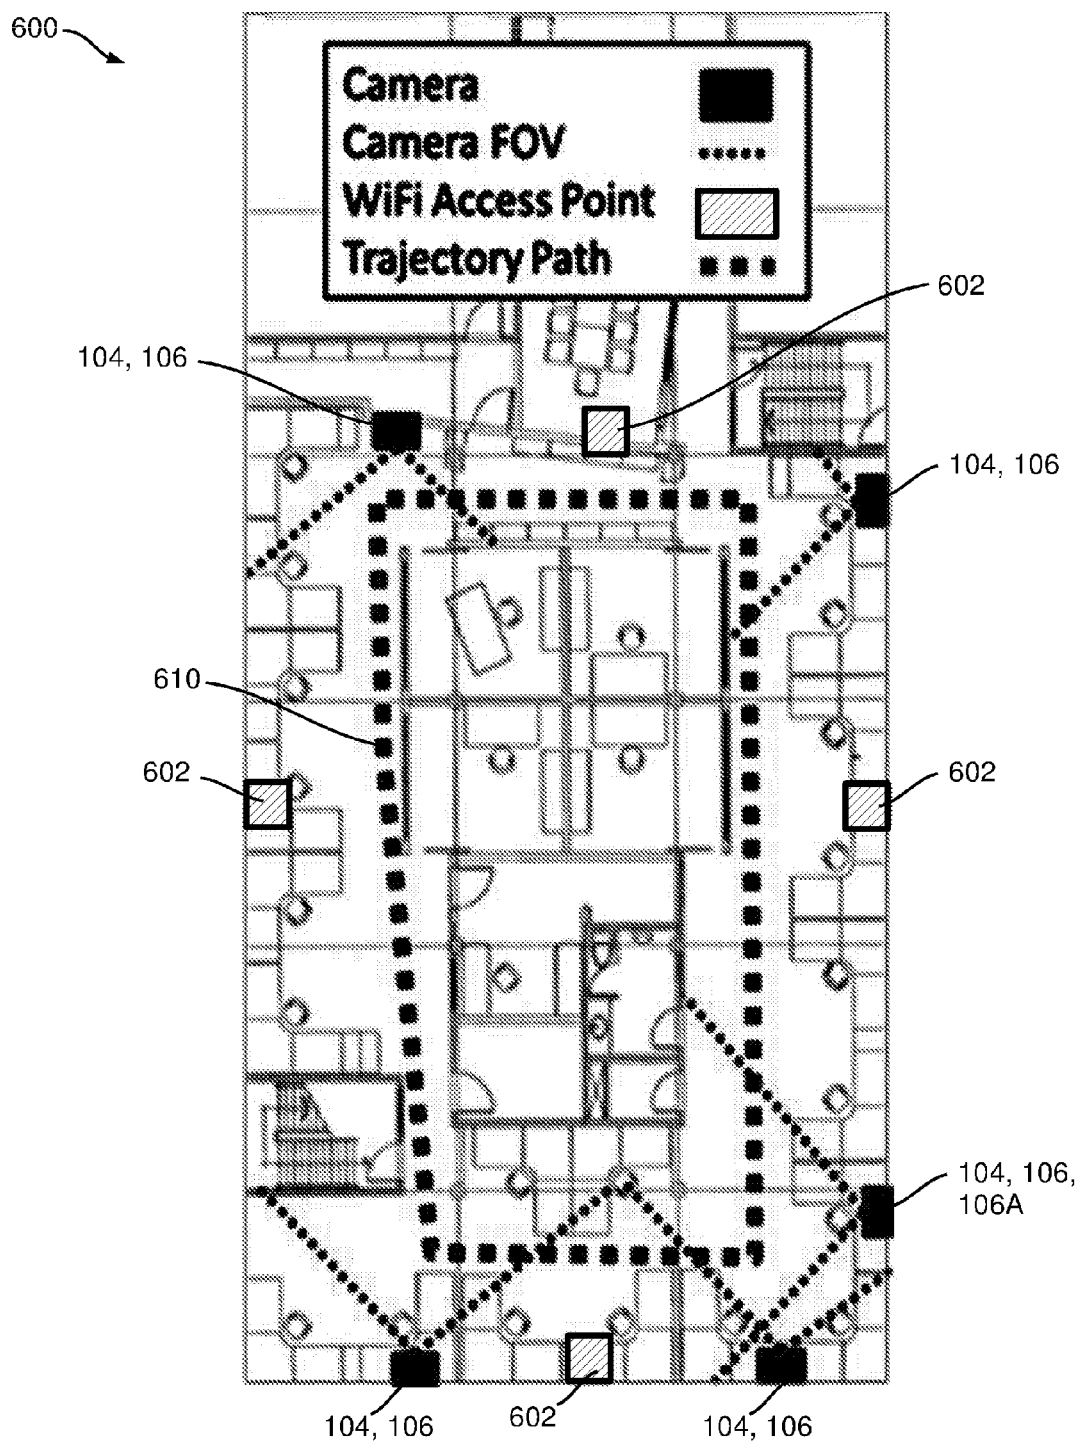 600
Camera
Camera FOV
WiFi Access Point
Trajectory Path
602
104, 106
104, 106
610
602
602
104, 106,
106A
104, 106
602
104, 106